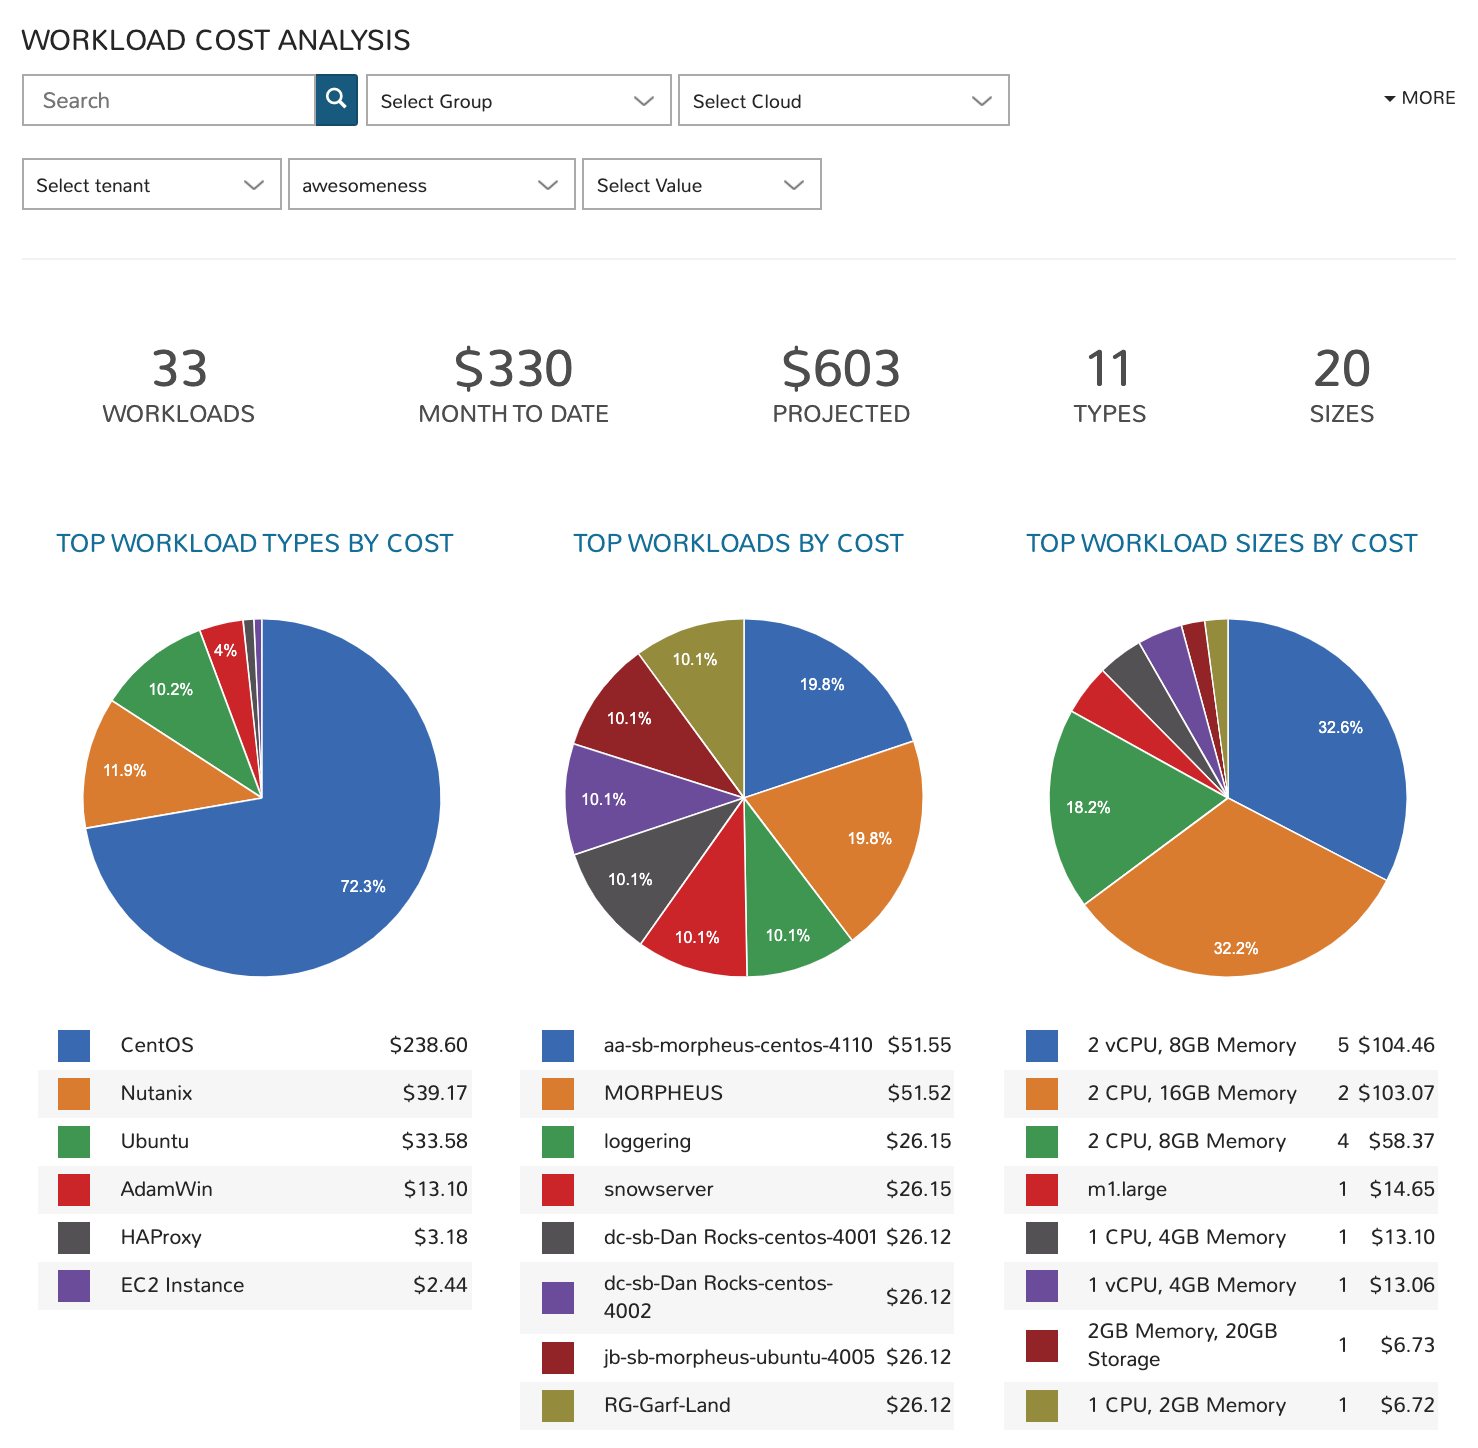 WORKLOAD COST ANALYSIS
Search
Select Group
Select Cloud
MORE
Select tenant
awesomeness
Select Value
33
WORKLOADS
$330
MONTH TO DATE
$603
PROJECTED
11
TYPES
20
SIZES
TOP WORKLOAD TYPES BY COST
72.3%
11.9%
10.2%
4%
CentOS $238.60
Nutanix $39.17
Ubuntu $33.58
AdamWin $13.10
HAProxy $3.18
EC2 Instance $2.44
TOP WORKLOADS BY COST
19.8%
19.8%
10.1%
10.1%
10.1%
10.1%
10.1%
10.1%
aa-sb-morpheus-centos-4110 $51.55
MORPHEUS $51.52
loggering $26.15
snowserver $26.15
dc-sb-Dan Rocks-centos-4001 $26.12
dc-sb-Dan Rocks-centos-
4002 $26.12
jb-sb-morpheus-ubuntu-4005 $26.12
RG-Garf-Land $26.12
TOP WORKLOAD SIZES BY COST
32.6%
32.2%
18.2%
2 vCPU, 8GB Memory 5 $104.46
2 CPU, 16GB Memory 2 $103.07
2 CPU, 8GB Memory 4 $58.37
m1.large 1 $14.65
1 CPU, 4GB Memory 1 $13.10
1 vCPU, 4GB Memory 1 $13.06
2GB Memory, 20GB
Storage 1 $6.73
1 CPU, 2GB Memory 1 $6.72